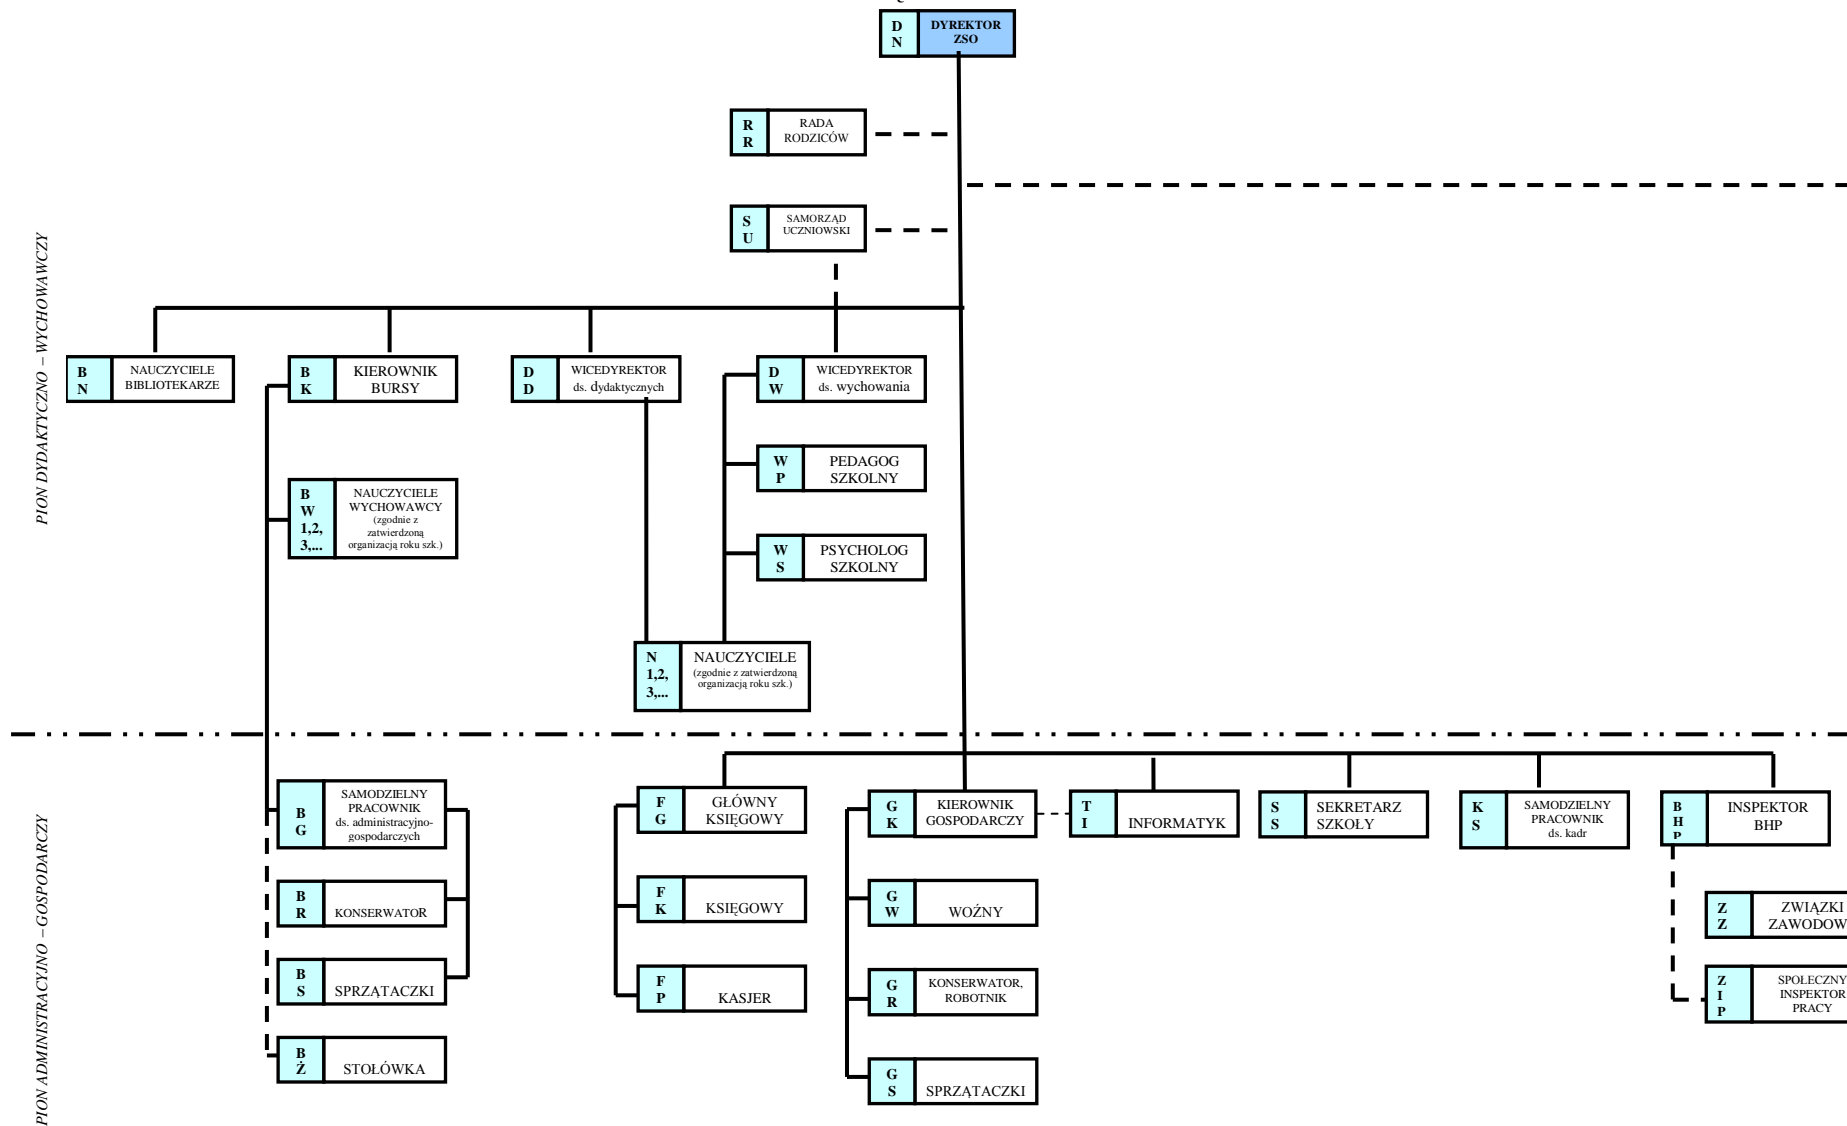 D
N
DYREKTOR
ZSO
R
R
RADA
RODZICÓW
S
U
SAMORZĄD
UCZNIOWSKI
PION DYDAKTYCZNO – WYCHOWAWCZY
B
N
NAUCZYCIELE
BIBLIOTEKARZE
B
K
KIEROWNIK
BURSY
D
D
WICEDYREKTOR
ds. dydaktycznych
D
W
WICEDYREKTOR
ds. wychowania
W
P
PEDAGOG
SZKOLNY
B
W
1,2,
3,...
NAUCZYCIELE
WYCHOWAWCY
(zgodnie z
zatwierdzoną
organizacją roku szk.)
W
S
PSYCHOLOG
SZKOLNY
N
1,2,
3,...
NAUCZYCIELE
(zgodnie z zatwierdzoną
organizacją roku szk.)
PION ADMINISTRACYJNO – GOSPODARCZY
B
G
SAMODZIELNY
PRACOWNIK
ds. administracyjno-
gospodarczych
F
G
GŁÓWNY
KSIĘGOWY
G
K
KIEROWNIK
GOSPODARCZY
T
I
INFORMATYK
S
S
SEKRETARZ
SZKOŁY
K
S
SAMODZIELNY
PRACOWNIK
ds. kadr
B
H
P
INSPEKTOR
BHP
B
R
KONSERWATOR
F
K
KSIĘGOWY
G
W
WOŹNY
Z
Z
ZWIĄZKI
ZAWODOW
B
S
SPRZĄTACZKI
F
P
KASJER
G
R
KONSERWATOR,
ROBOTNIK
Z
I
P
SPOŁECZNY
INSPEKTOR
PRACY
B
Ż
STOŁÓWKA
G
S
SPRZĄTACZKI